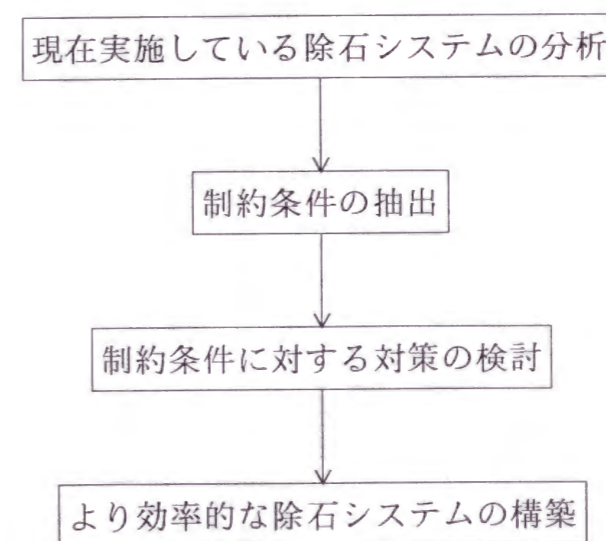 現在実施している除石システムの分析
制約条件の抽出
制約条件に対する対策の検討
より効率的な除石システムの構築